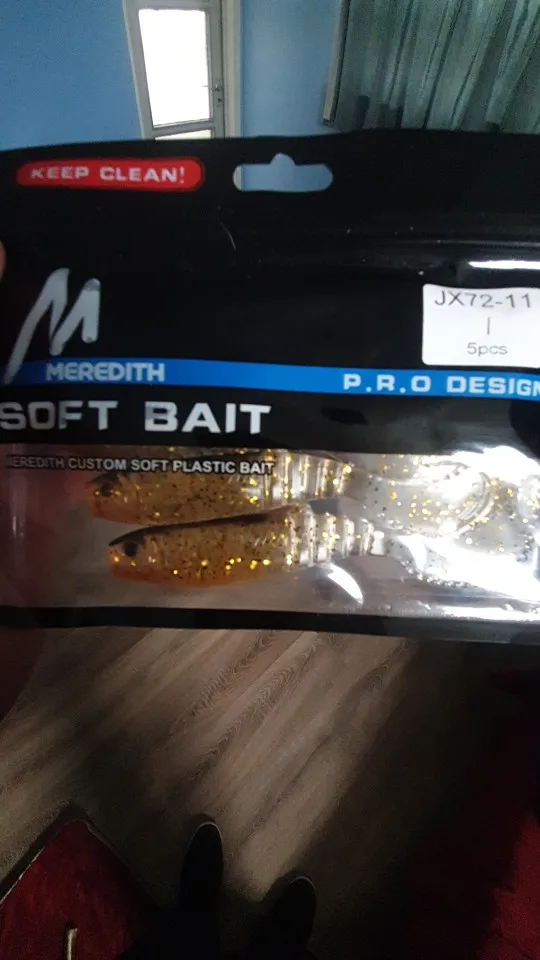 KEEP CLEAN!
JX72-11
I
5pcs
M
MEREDITH
P.R.O DESIGN
SOFT BAIT
MEREDITH CUSTOM SOFT PLASTIC BAIT